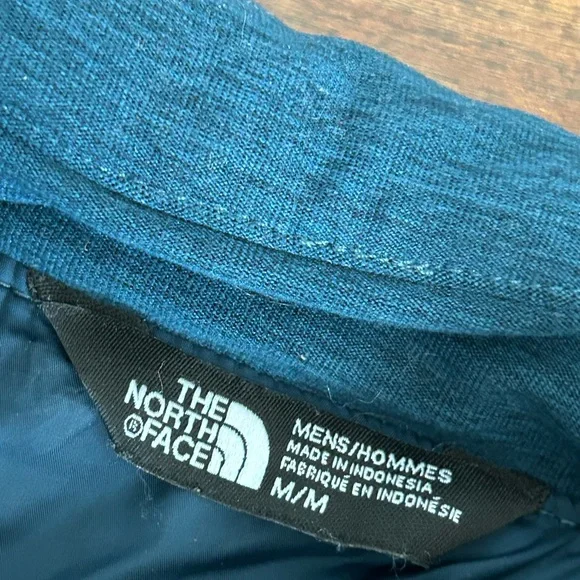 THE
NORTH
FACE
MENS/HOMMES
MADE IN INDONESIA
FABRIQUÉ EN INDONÉSIE
M/M